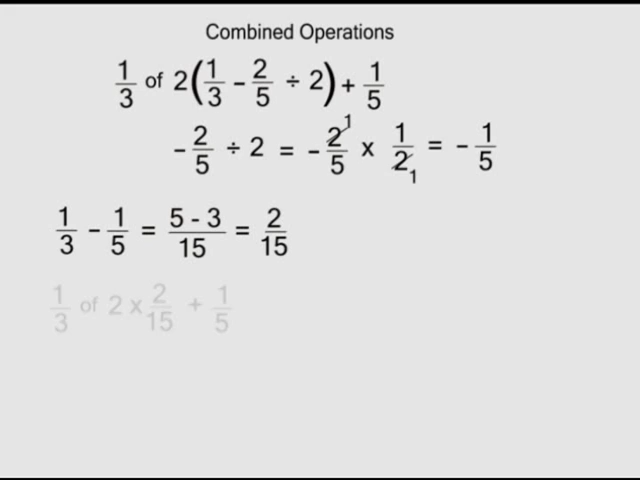 Combined Operations
1/3 of 2(1/3 - 2/5 ÷ 2) + 1/5
- 2/5 ÷ 2 = - 2̸¹/5 x 1/2̸₁ = - 1/5
1/3 - 1/5 = 5 - 3/15 = 2/15
1/3 of 2 x 2/15 + 1/5